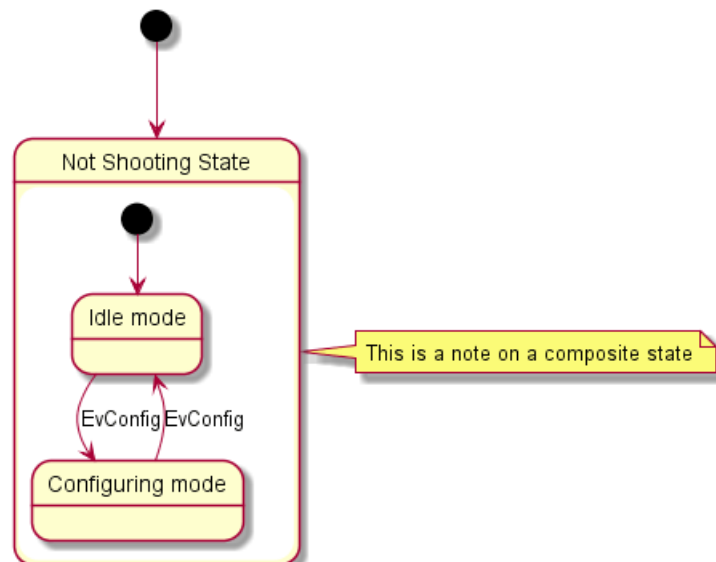 Not Shooting State
Idle mode
This is a note on a composite state
EvConfig EvConfig
Configuring mode